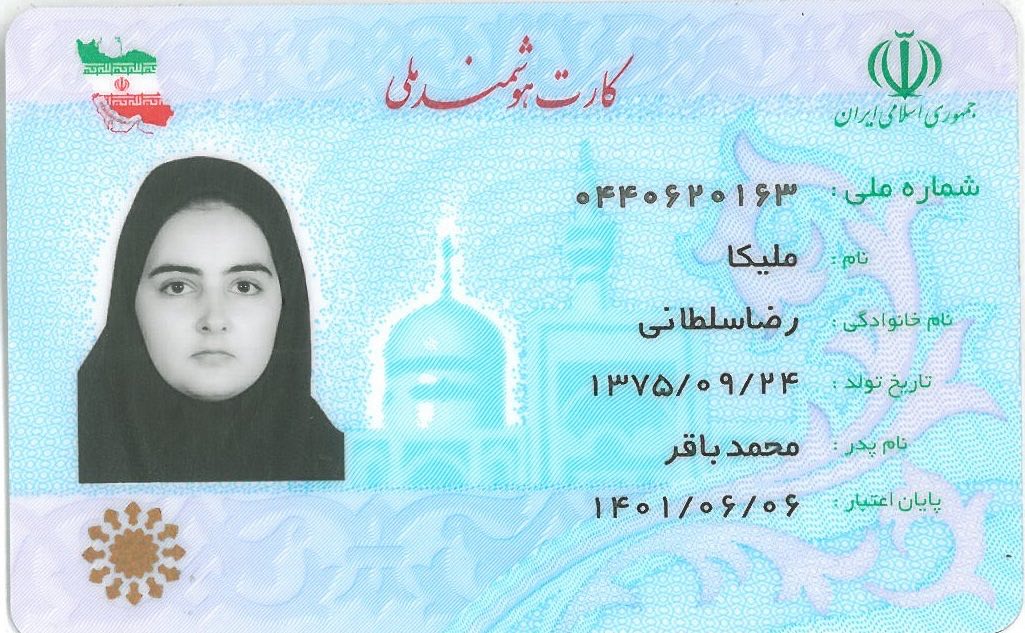 کارت هوشمند ملی
جمهوری اسلامی ایران
شماره ملی : ۰۴۴۰۶۲۰۱۶۳
نام : ملیکا
نام خانوادگی : رضاسلطانی
تاریخ تولد : ۱۳۷۵/۰۹/۲۴
نام پدر : محمدباقر
پایان اعتبار : ۱۴۰۱/۰۶/۰۶